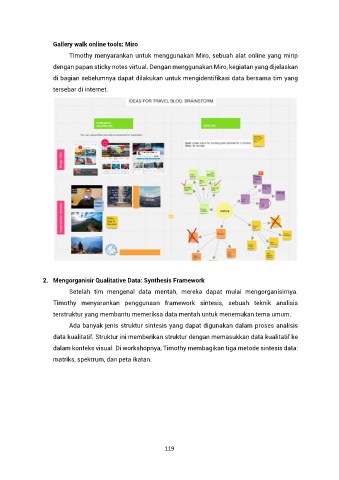 Gallery walk online tools: Miro
Timothy menyarankan untuk menggunakan Miro, sebuah alat online yang mirip
dengan papan sticky notes virtual. Dengan menggunakan Miro, kegiatan yang dijelaskan
di bagian sebelumnya dapat dilakukan untuk mengidentifikasi data bersama tim yang
tersebar di internet.
IDEAS FOR TRAVEL BLOG: BRAINSTORM
2. Mengorganisir Qualitative Data: Synthesis Framework
Setelah tim mengenal data mentah, mereka dapat mulai mengorganisirnya.
Timothy menyarankan penggunaan framework sintesis, sebuah teknik analisis
terstruktur yang membantu memeriksa data mentah untuk menemukan tema umum.
Ada banyak jenis struktur sintesis yang dapat digunakan dalam proses analisis
data kualitatif. Struktur ini memberikan struktur dengan memasukkan data kualitatif ke
dalam konteks visual. Di workshopnya, Timothy membagikan tiga metode sintesis data:
matriks, spektrum, dan peta ikatan.
119